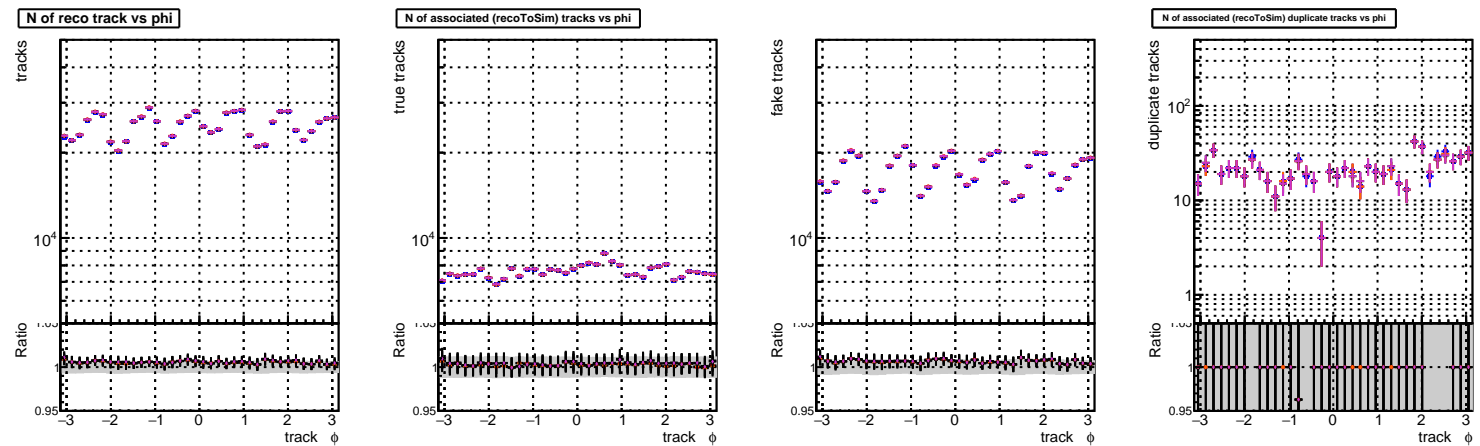 N of reco track vs phi
tracks
10⁴
Ratio
1
0.95
−3 −2 −1 0 1 2 3
track φ
N of associated (recoToSim) tracks vs phi
true tracks
10⁴
Ratio
1
0.95
−3 −2 −1 0 1 2 3
track φ
fake tracks
10⁴
Ratio
1
0.95
−3 −2 −1 0 1 2 3
track φ
N of associated (recoToSim) duplicate tracks vs phi
duplicate tracks
10²
10
1
Ratio
1
0.95
−3 −2 −1 0 1 2 3
track φ